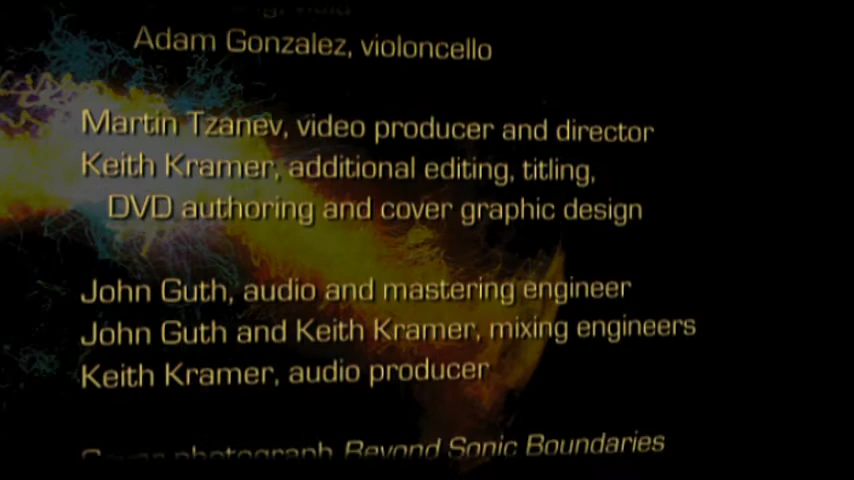 Adam Gonzalez, violoncello
Martin Tzanev, video producer and director
Keith Kramer, additional editing, titling,
DVD authoring and cover graphic design
John Guth, audio and mastering engineer
John Guth and Keith Kramer, mixing engineers
Keith Kramer, audio producer
Cover photograph Beyond Sonic Boundaries